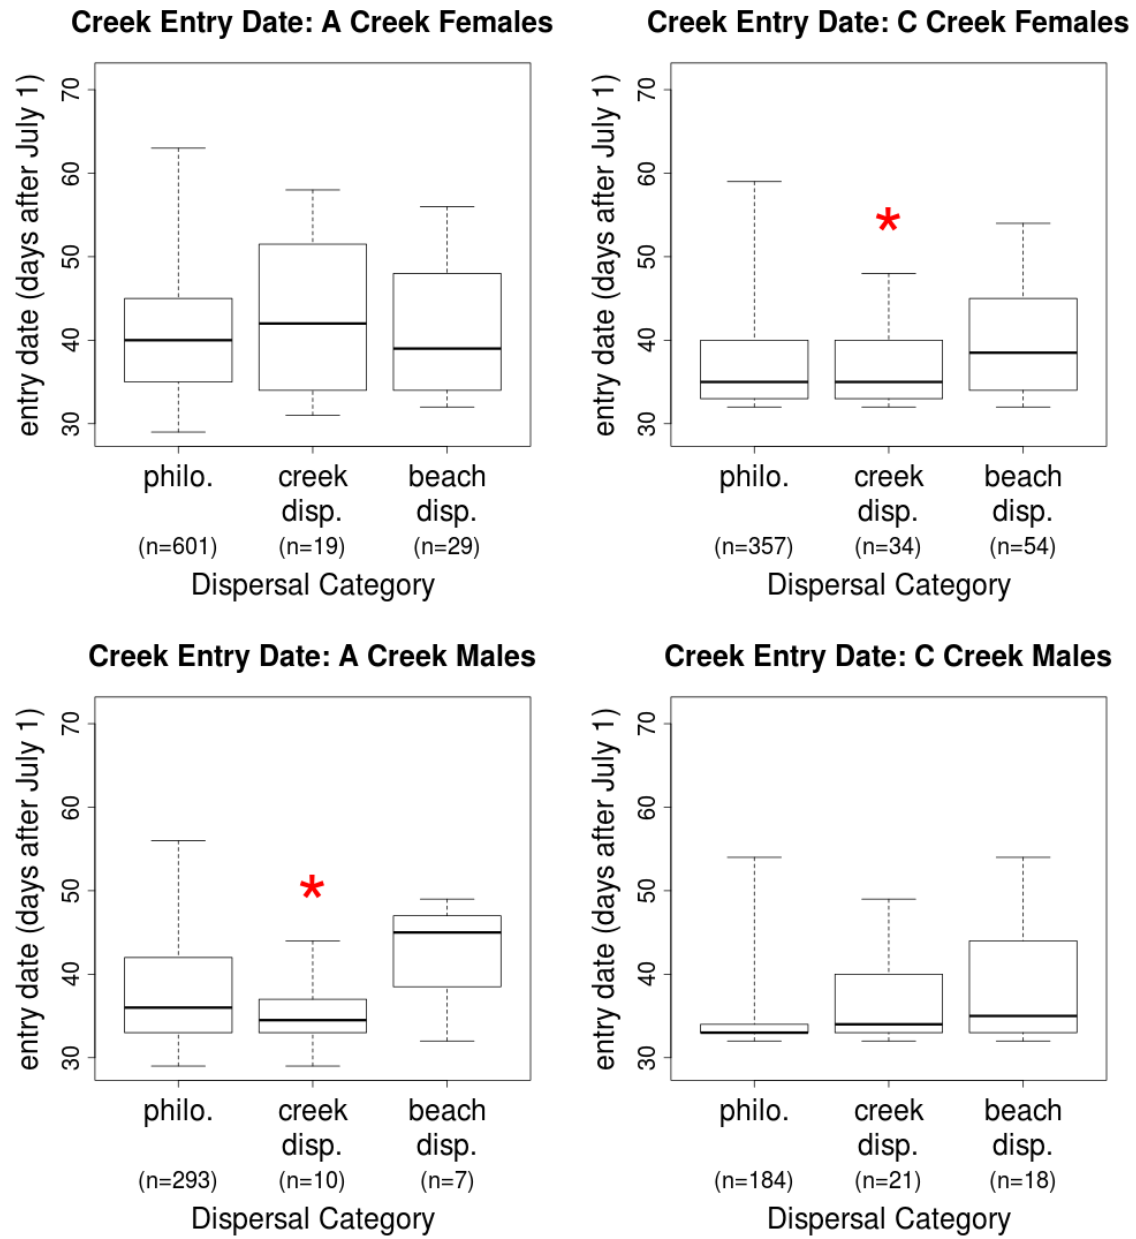 Creek Entry Date: A Creek Females
entry date (days after July 1)
70
60
50
40
30
philo. creek beach
disp. disp.
(n=601) (n=19) (n=29)
Dispersal Category
Creek Entry Date: C Creek Females
entry date (days after July 1)
70
60
50
40
30
*
philo. creek beach
disp. disp.
(n=357) (n=34) (n=54)
Dispersal Category
Creek Entry Date: A Creek Males
entry date (days after July 1)
70
60
50
40
30
*
philo. creek beach
disp. disp.
(n=293) (n=10) (n=7)
Dispersal Category
Creek Entry Date: C Creek Males
entry date (days after July 1)
70
60
50
40
30
philo. creek beach
disp. disp.
(n=184) (n=21) (n=18)
Dispersal Category